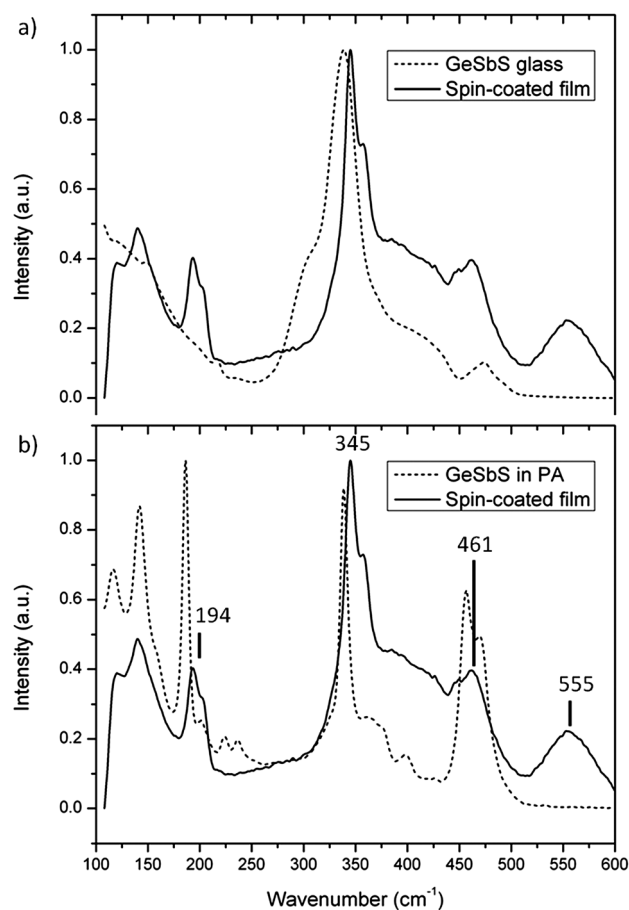 a)
GeSbS glass
Spin-coated film
Intensity (a.u.)
1.0
0.8
0.6
0.4
0.2
0.0
b)
345
GeSbS in PA
Spin-coated film
461
194
555
Intensity (a.u.)
1.0
0.8
0.6
0.4
0.2
0.0
100 150 200 250 300 350 400 450 500 550 600
Wavenumber (cm⁻¹)